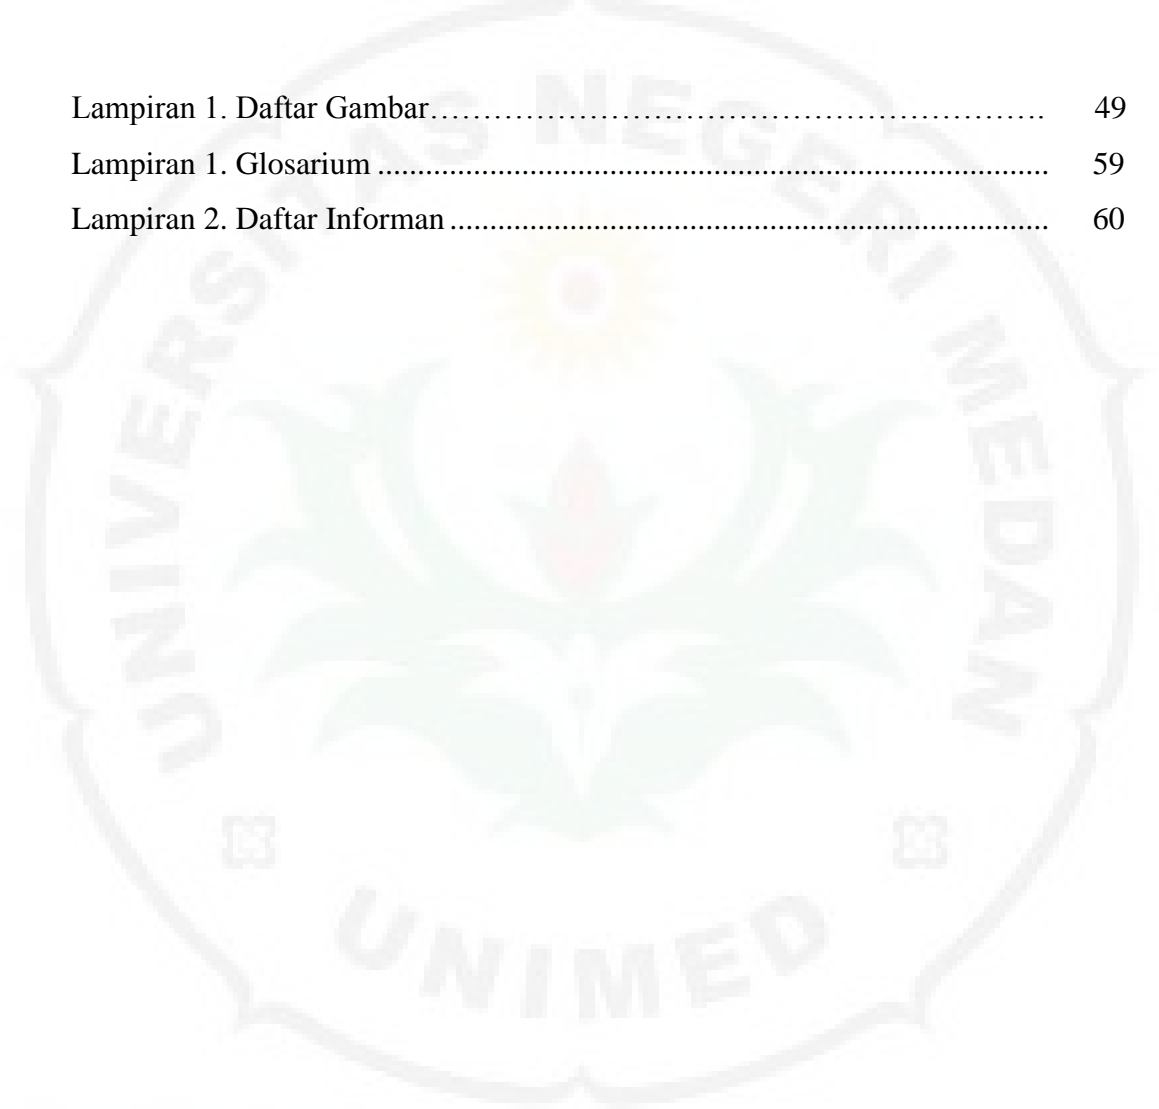 Lampiran 1. Daftar Gambar………………………………………………………. 49
Lampiran 1. Glosarium .................................................................................... 59
Lampiran 2. Daftar Informan ........................................................................... 60
UNIVERSITAS NEGERI MEDAN
UNIMED